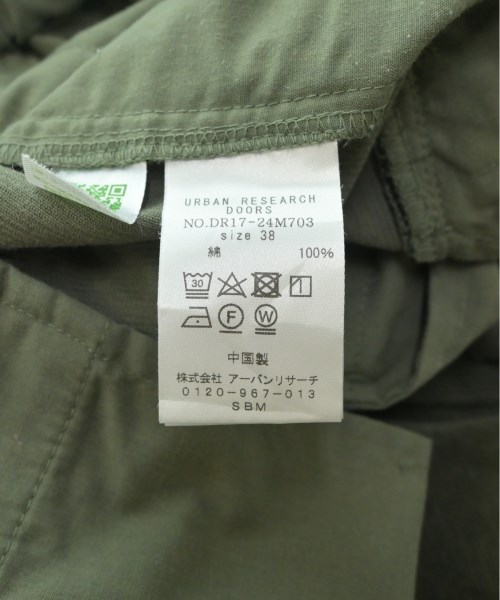 URBAN RESEARCH
DOORS
NO.DR17-24M703
size 38
綿 100%
30
F W
中国製
株式会社 アーバンリサーチ
0120-967-013
SBM